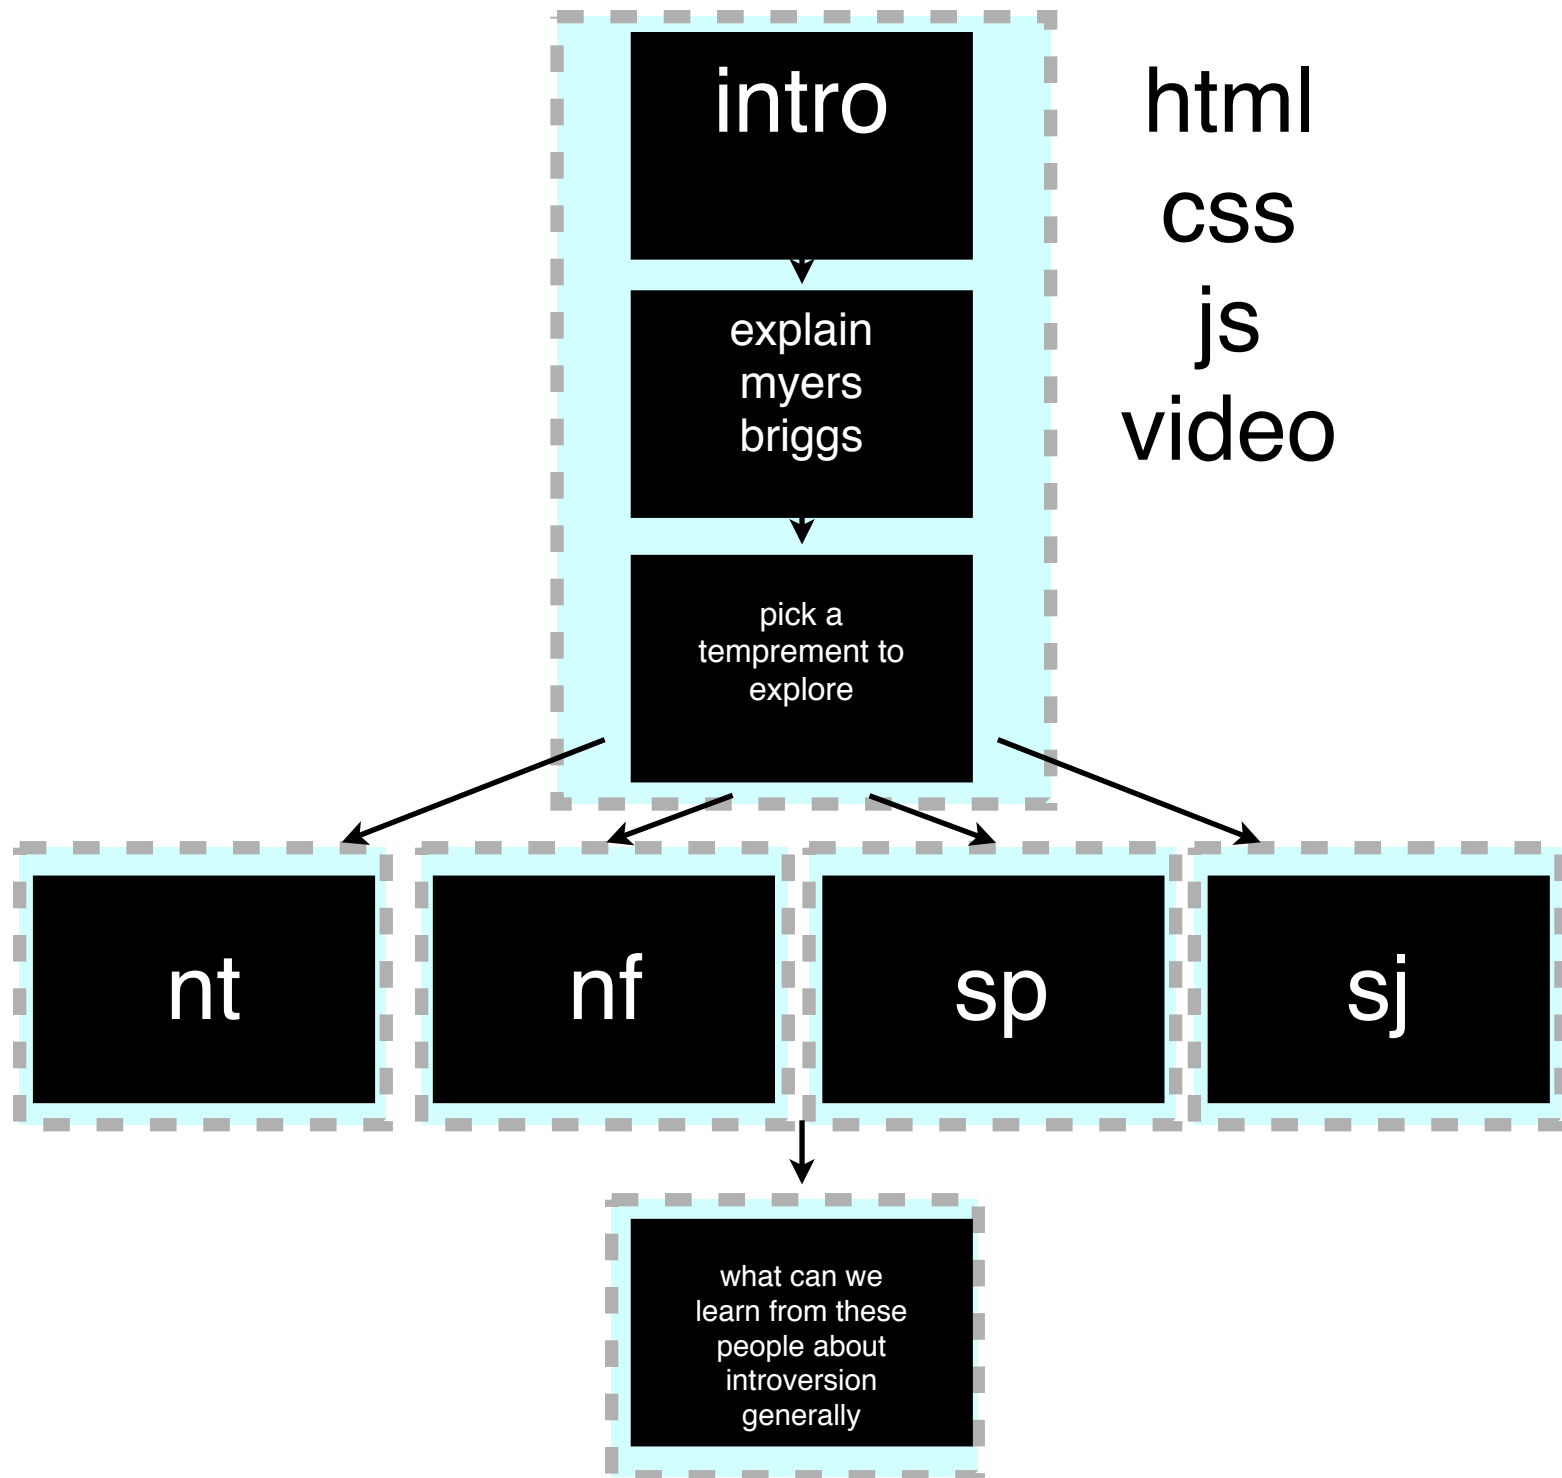 intro
html
css
js
video
explain
myers
briggs
pick a
temprement to
explore
nt
nf
sp
sj
what can we
learn from these
people about
introversion
generally